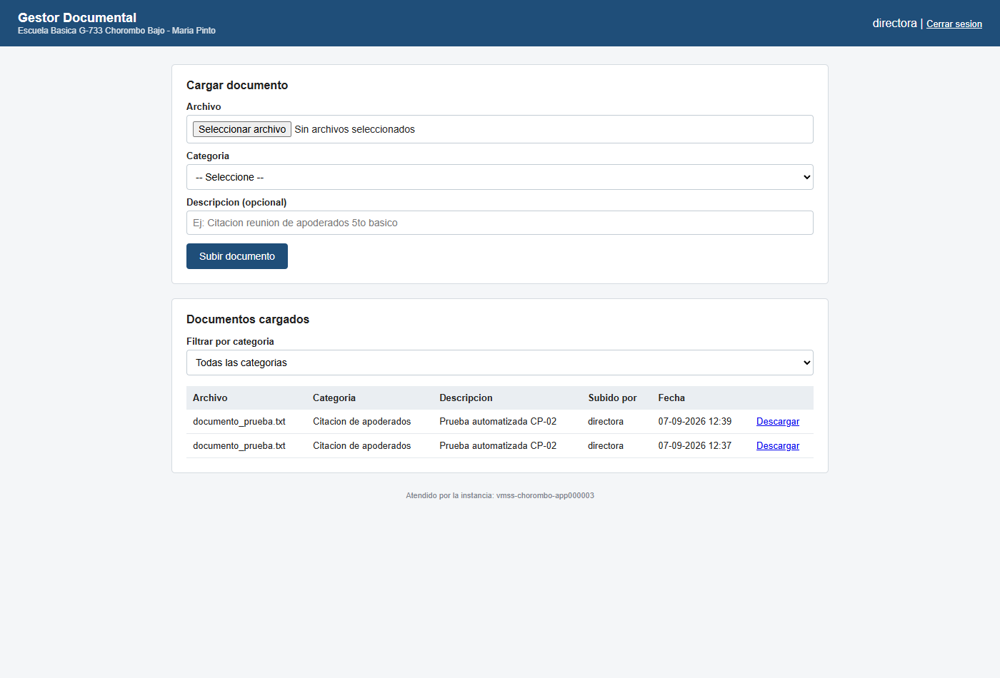 Gestor Documental
Escuela Basica G-733 Chorombo Bajo - Maria Pinto
directora | Cerrar sesion
Cargar documento
Archivo
Seleccionar archivo Sin archivos seleccionados
Categoria
-- Seleccione --
Descripcion (opcional)
Ej: Citacion reunion de apoderados 5to basico
Subir documento
Documentos cargados
Filtrar por categoria
Todas las categorias
Archivo Categoria Descripcion Subido por Fecha
documento_prueba.txt Citacion de apoderados Prueba automatizada CP-02 directora 07-09-2026 12:39 Descargar
documento_prueba.txt Citacion de apoderados Prueba automatizada CP-02 directora 07-09-2026 12:37 Descargar
Atendido por la instancia: vmss-chorombo-app000003